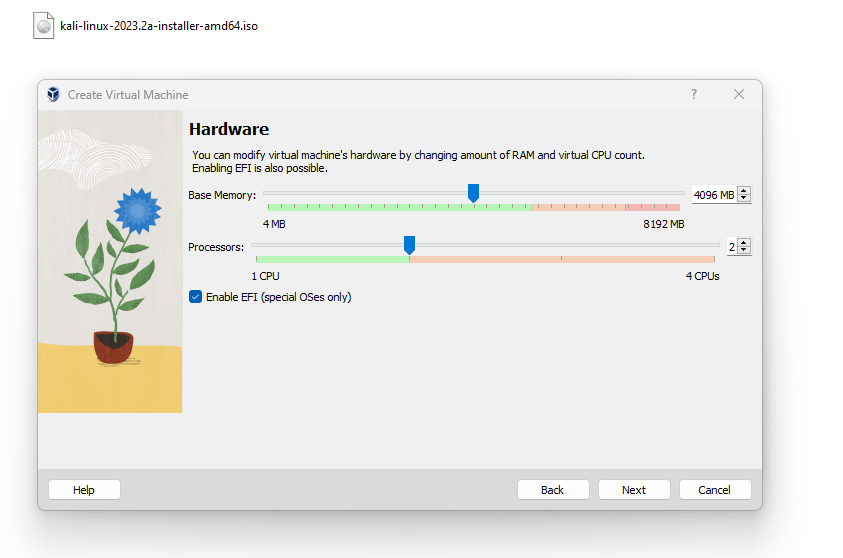 kali-linux-2023.2a-installer-amd64.iso
Create Virtual Machine
?
Hardware
You can modify virtual machine's hardware by changing amount of RAM and virtual CPU count.
Enabling EFI is also possible.
Base Memory: 4096 MB
4 MB 8192 MB
Processors: 2
1 CPU 4 CPUs
Enable EFI (special OSes only)
Help Back Next Cancel